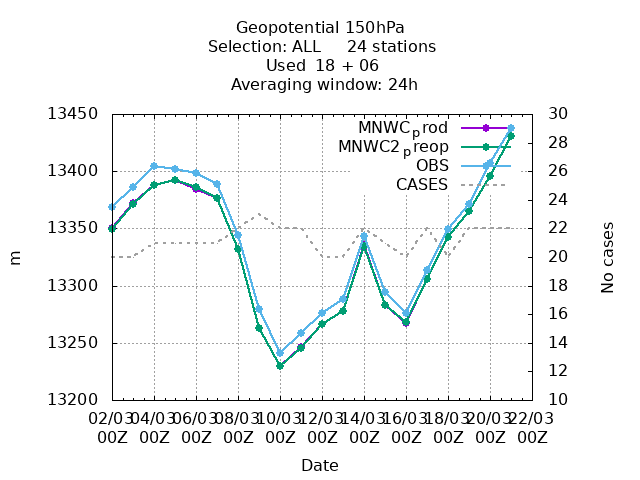 Geopotential 150hPa
Selection: ALL 24 stations
Used 18 + 06
Averaging window: 24h
13450
13400
13350
13300
13250
13200
m
30
28
26
24
22
20
18
16
14
12
10
No cases
MNWC_prod
MNWC2_preop
OBS
CASES
02/03 04/03 06/03 08/03 10/03 12/03 14/03 16/03 18/03 20/03 22/03
00Z 00Z 00Z 00Z 00Z 00Z 00Z 00Z 00Z 00Z 00Z
Date